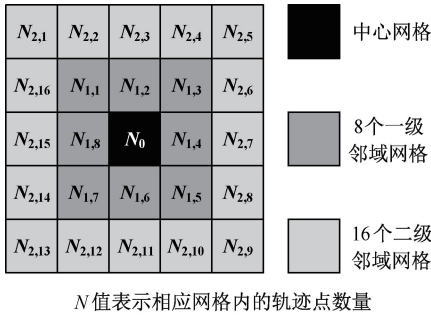 N2,1 N2,2 N2,3 N2,4 N2,5
N2,16 N1,1 N1,2 N1,3 N2,6
N2,15 N1,8 N0 N1,4 N2,7
N2,14 N1,7 N1,6 N1,5 N2,8
N2,13 N2,12 N2,11 N2,10 N2,9
中心网格
8个一级
邻域网格
16个二级
邻域网格
N值表示相应网格内的轨迹点数量